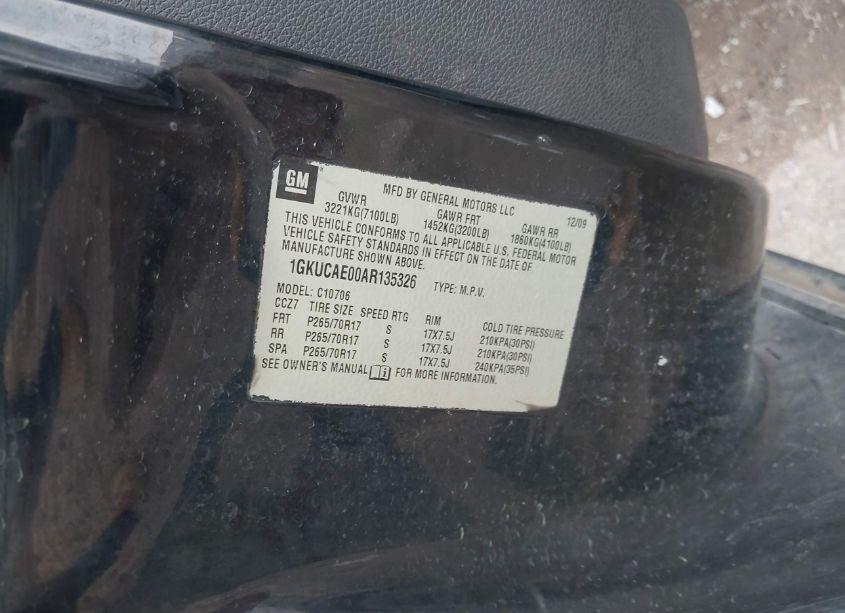 GM
MFD BY GENERAL MOTORS LLC
12/09
GVWR GAWR FRT GAWR RR
3221KG(7100LB) 1452KG(3200LB) 1860KG(4100LB)
THIS VEHICLE CONFORMS TO ALL APPLICABLE U.S. FEDERAL MOTOR
VEHICLE SAFETY STANDARDS IN EFFECT ON THE DATE OF
MANUFACTURE SHOWN ABOVE.
1GKUCAE00AR135326 TYPE: M.P.V.
MODEL: C10706
CCZ7 TIRE SIZE SPEED RTG RIM COLD TIRE PRESSURE
FRT P265/70R17 S 17X7.5J 210KPA(30PSI)
RR P265/70R17 S 17X7.5J 210KPA(30PSI)
SPA P265/70R17 S 17X7.5J 240KPA(35PSI)
SEE OWNER'S MANUAL i FOR MORE INFORMATION.